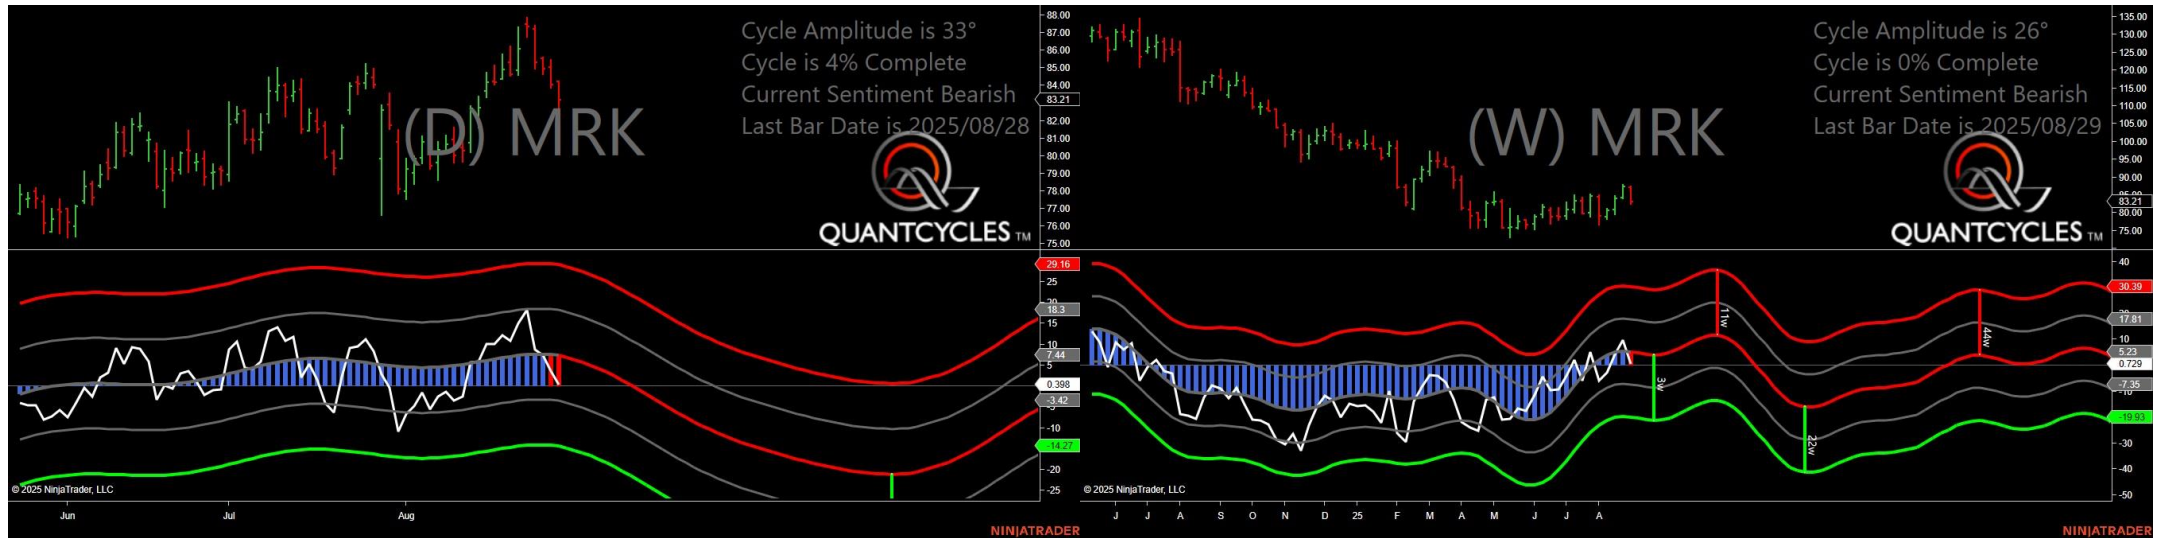 Cycle Amplitude is 33°
Cycle is 4% Complete
Current Sentiment Bearish
Last Bar Date is 2025/08/28
(D) MRK
QUANTCYCLES TM
88.00
87.00
86.00
85.00
84.00
83.21
82.00
81.00
80.00
79.00
78.00
77.00
76.00
75.00
29.16
25
20
18.3
15
10
7.44
5
0.398
-3.42
-10
-14.27
-20
-25
© 2025 NinjaTrader, LLC
Jun Jul Aug
NINJATRADER
Cycle Amplitude is 26°
Cycle is 0% Complete
Current Sentiment Bearish
Last Bar Date is 2025/08/29
(W) MRK
QUANTCYCLES TM
135.00
130.00
125.00
120.00
115.00
110.00
105.00
100.00
95.00
90.00
85.00
83.21
80.00
75.00
40
30.39
17.81
10
5.23
0.729
-7.35
-10
-19.93
-30
-40
-50
11w
44w
3w
22w
© 2025 NinjaTrader, LLC
J J A S O N D 25 F M A M J J A
NINJATRADER